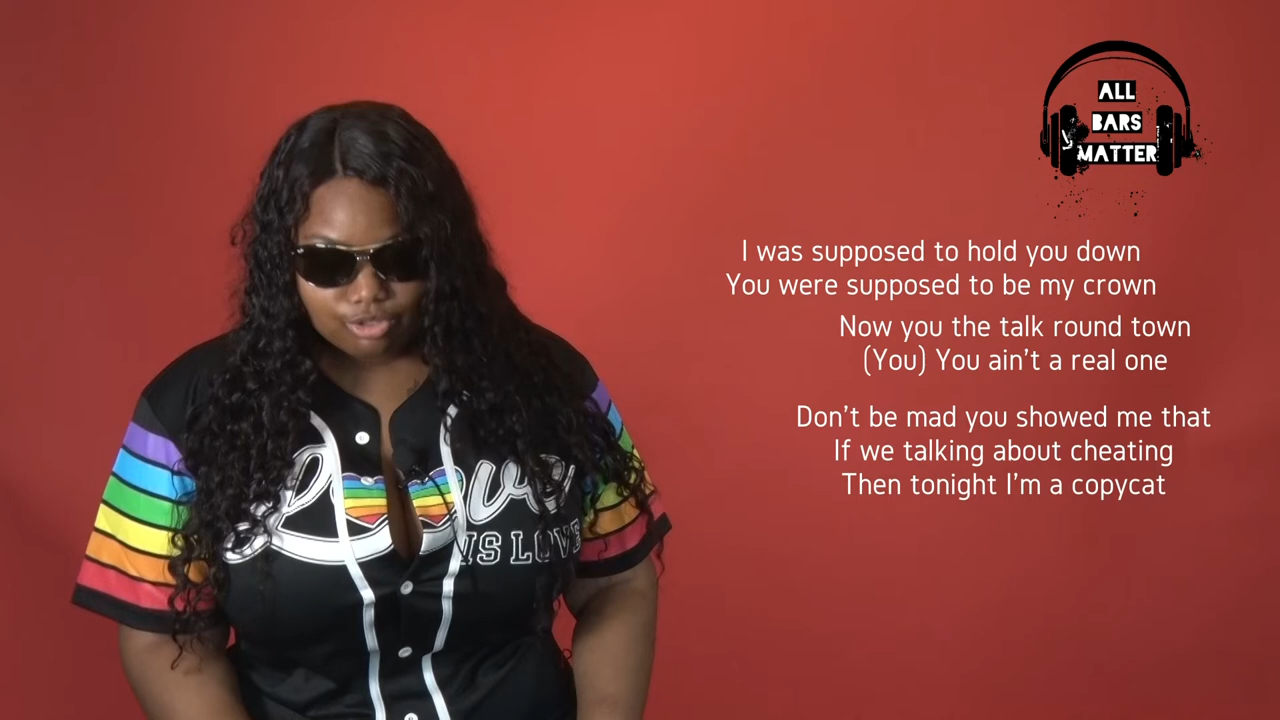 ALL
BARS
MATTER
I was supposed to hold you down
You were supposed to be my crown
Now you the talk round town
(You) You ain't a real one
Don't be mad you showed me that
If we talking about cheating
Then tonight I'm a copycat
Love
IS LOVE